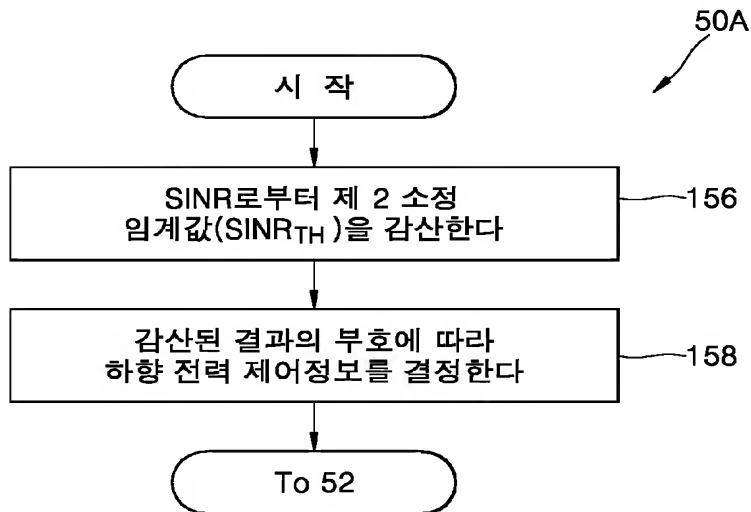 50A
시 작
SINR로부터 제 2 소정
임계값(SINR_TH)을 감산한다
156
감산된 결과의 부호에 따라
하향 전력 제어정보를 결정한다
158
To 52